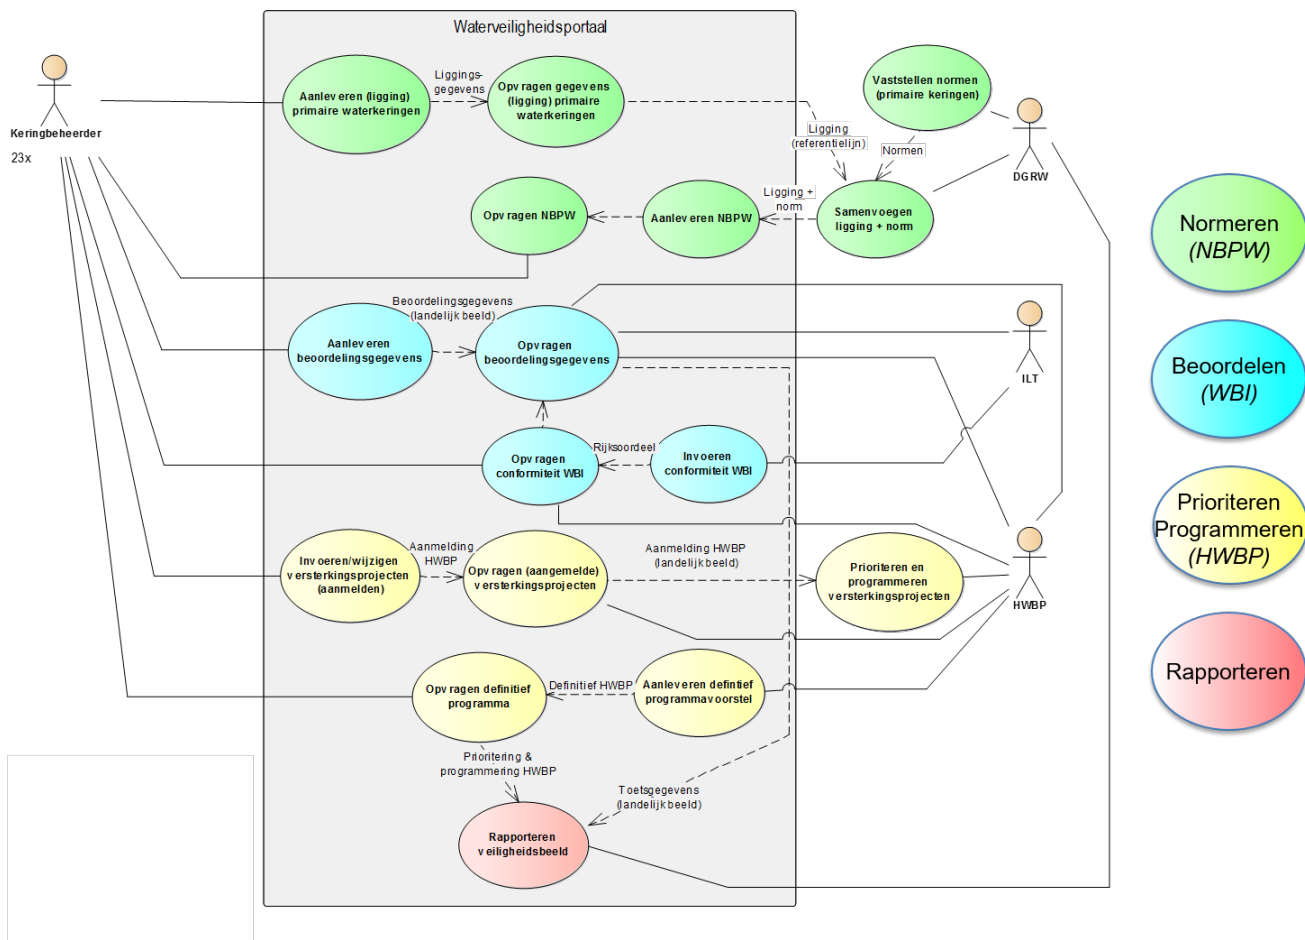 Waterveiligheidsportaal
Keringbeheerder
23x
Aanleveren (ligging)
primaire waterkeringen
Liggings-
gegevens
Opvragen gegevens
(ligging) primaire
waterkeringen
Vaststellen normen
(primaire keringen)
Ligging
(referentielijn)
Normen
DGRW
Opvragen NBPW
Aanleveren NBPW
Ligging +
norm
Samenvoegen
ligging + norm
Normeren
(NBPW)
Beoordelingsgegevens
(landelijk beeld)
Aanleveren
beoordelingsgegevens
Opvragen
beoordelingsgegevens
ILT
Beoordelen
(WBI)
Opvragen
conformiteit WBI
Rijksoordeel
Invoeren
conformiteit WBI
Invoeren/wijzigen
versterkingsprojecten
(aanmelden)
Aanmelding
HWBP
Opvragen (aangemelde)
versterkingsprojecten
Aanmelding HWBP
(landelijk beeld)
Prioriteren en
programmeren
versterkingsprojecten
HWBP
Prioriteren
Programmeren
(HWBP)
Opvragen definitief
programma
Definitief HWBP
Aanleveren defintief
programavoorstel
Rapporteren
Prioritering &
programmering HWBP
Toetsgegevens
(landelijk beeld)
Rapporteren
veiligheidsbeeld